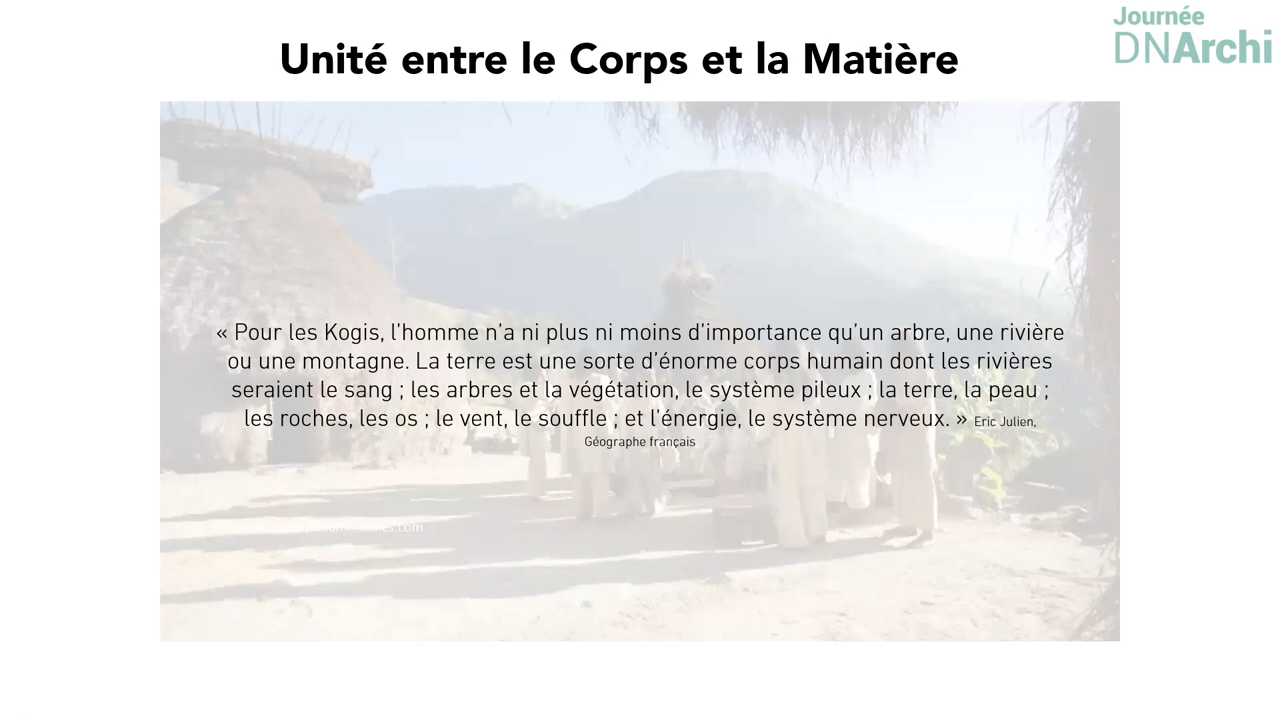 Journée
DNArchi
Unité entre le Corps et la Matière
« Pour les Kogis, l’homme n’a ni plus ni moins d’importance qu’un arbre, une rivière
ou une montagne. La terre est une sorte d’énorme corps humain dont les rivières
seraient le sang ; les arbres et la végétation, le système pileux ; la terre, la peau ;
les roches, les os ; le vent, le souffle ; et l’énergie, le système nerveux. » Eric Julien,
Géographe français